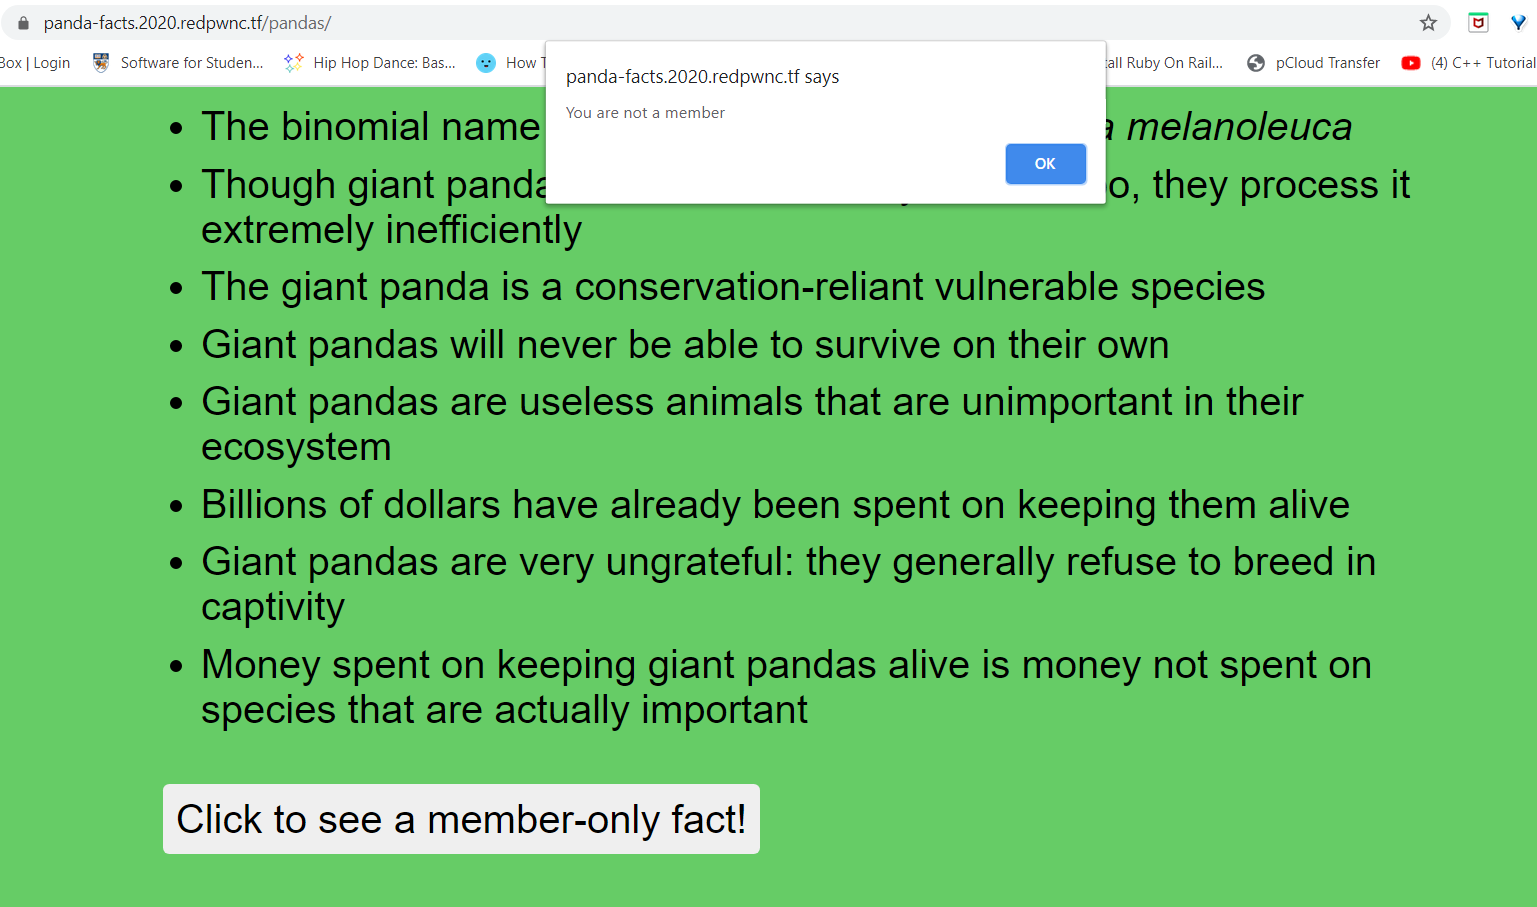 panda-facts.2020.redpwnc.tf/pandas/
Box | Login Software for Studen... Hip Hop Dance: Bas... How T all Ruby On Rail... pCloud Transfer (4) C++ Tutorial
panda-facts.2020.redpwnc.tf says
You are not a member
OK
• The binomial name a melanoleuca
• Though giant panda o, they process it
extremely inefficiently
• The giant panda is a conservation-reliant vulnerable species
• Giant pandas will never be able to survive on their own
• Giant pandas are useless animals that are unimportant in their
ecosystem
• Billions of dollars have already been spent on keeping them alive
• Giant pandas are very ungrateful: they generally refuse to breed in
captivity
• Money spent on keeping giant pandas alive is money not spent on
species that are actually important
Click to see a member-only fact!